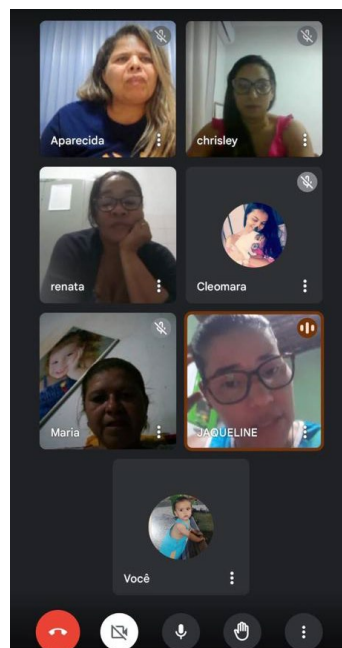 Aparecida
chrisley
renata
Cleomara
Maria
JAQUELINE
Você